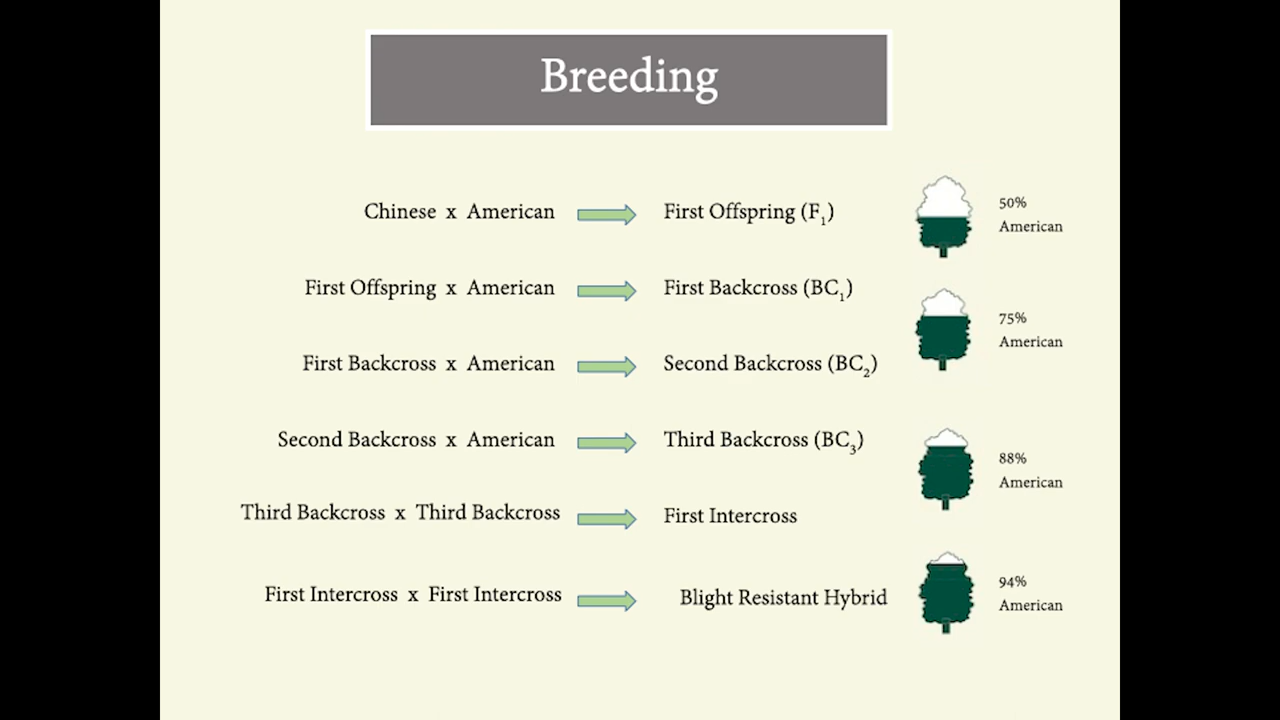 Breeding
Chinese x American First Offspring (F₁)
50%
American
First Offspring x American First Backcross (BC₁)
75%
American
First Backcross x American Second Backcross (BC₂)
Second Backcross x American Third Backcross (BC₃)
88%
American
Third Backcross x Third Backcross First Intercross
First Intercross x First Intercross Blight Resistant Hybrid
94%
American